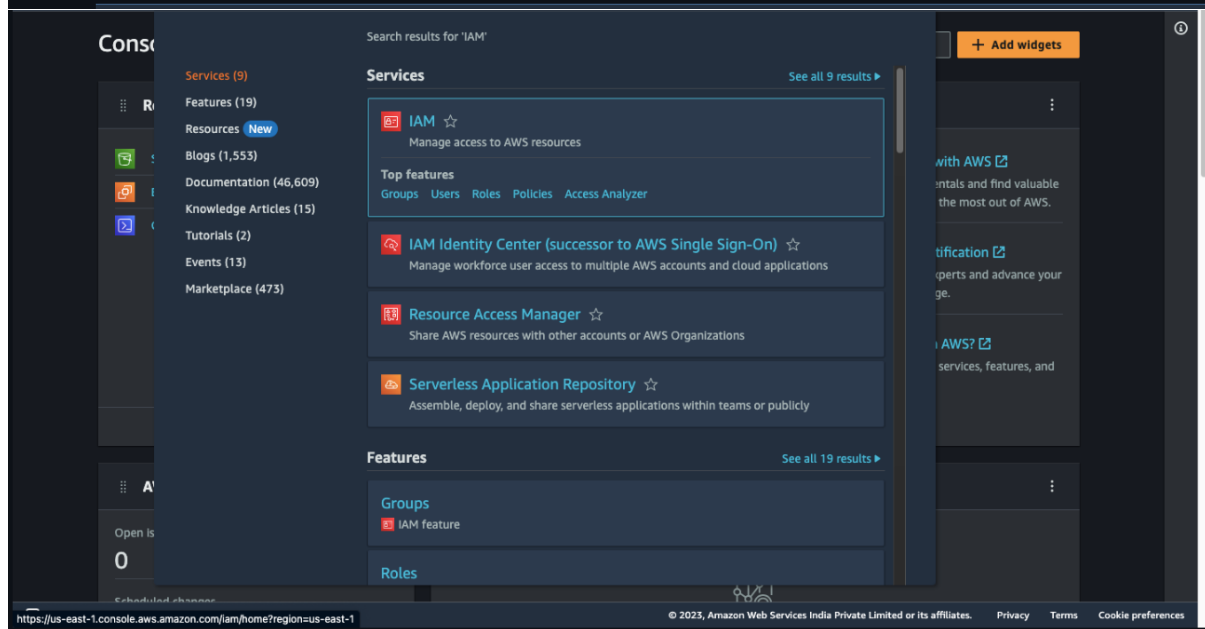 Conso
Search results for 'IAM'
+ Add widgets
Services (9)
Features (19)
Resources New
Blogs (1,553)
Documentation (46,609)
Knowledge Articles (15)
Tutorials (2)
Events (13)
Marketplace (473)
Services
See all 9 results
IAM
Manage access to AWS resources
Top features
Groups Users Roles Policies Access Analyzer
IAM Identity Center (successor to AWS Single Sign-On)
Manage workforce user access to multiple AWS accounts and cloud applications
Resource Access Manager
Share AWS resources with other accounts or AWS Organizations
Serverless Application Repository
Assemble, deploy, and share serverless applications within teams or publicly
Features
See all 19 results
Groups
IAM feature
Roles
with AWS
entals and find valuable
the most out of AWS.
tification
xperts and advance your
ge.
AWS?
services, features, and
Open is
0
Scheduled changes
https://us-east-1.console.aws.amazon.com/iam/home?region=us-east-1
© 2023, Amazon Web Services India Private Limited or its affiliates. Privacy Terms Cookie preferences